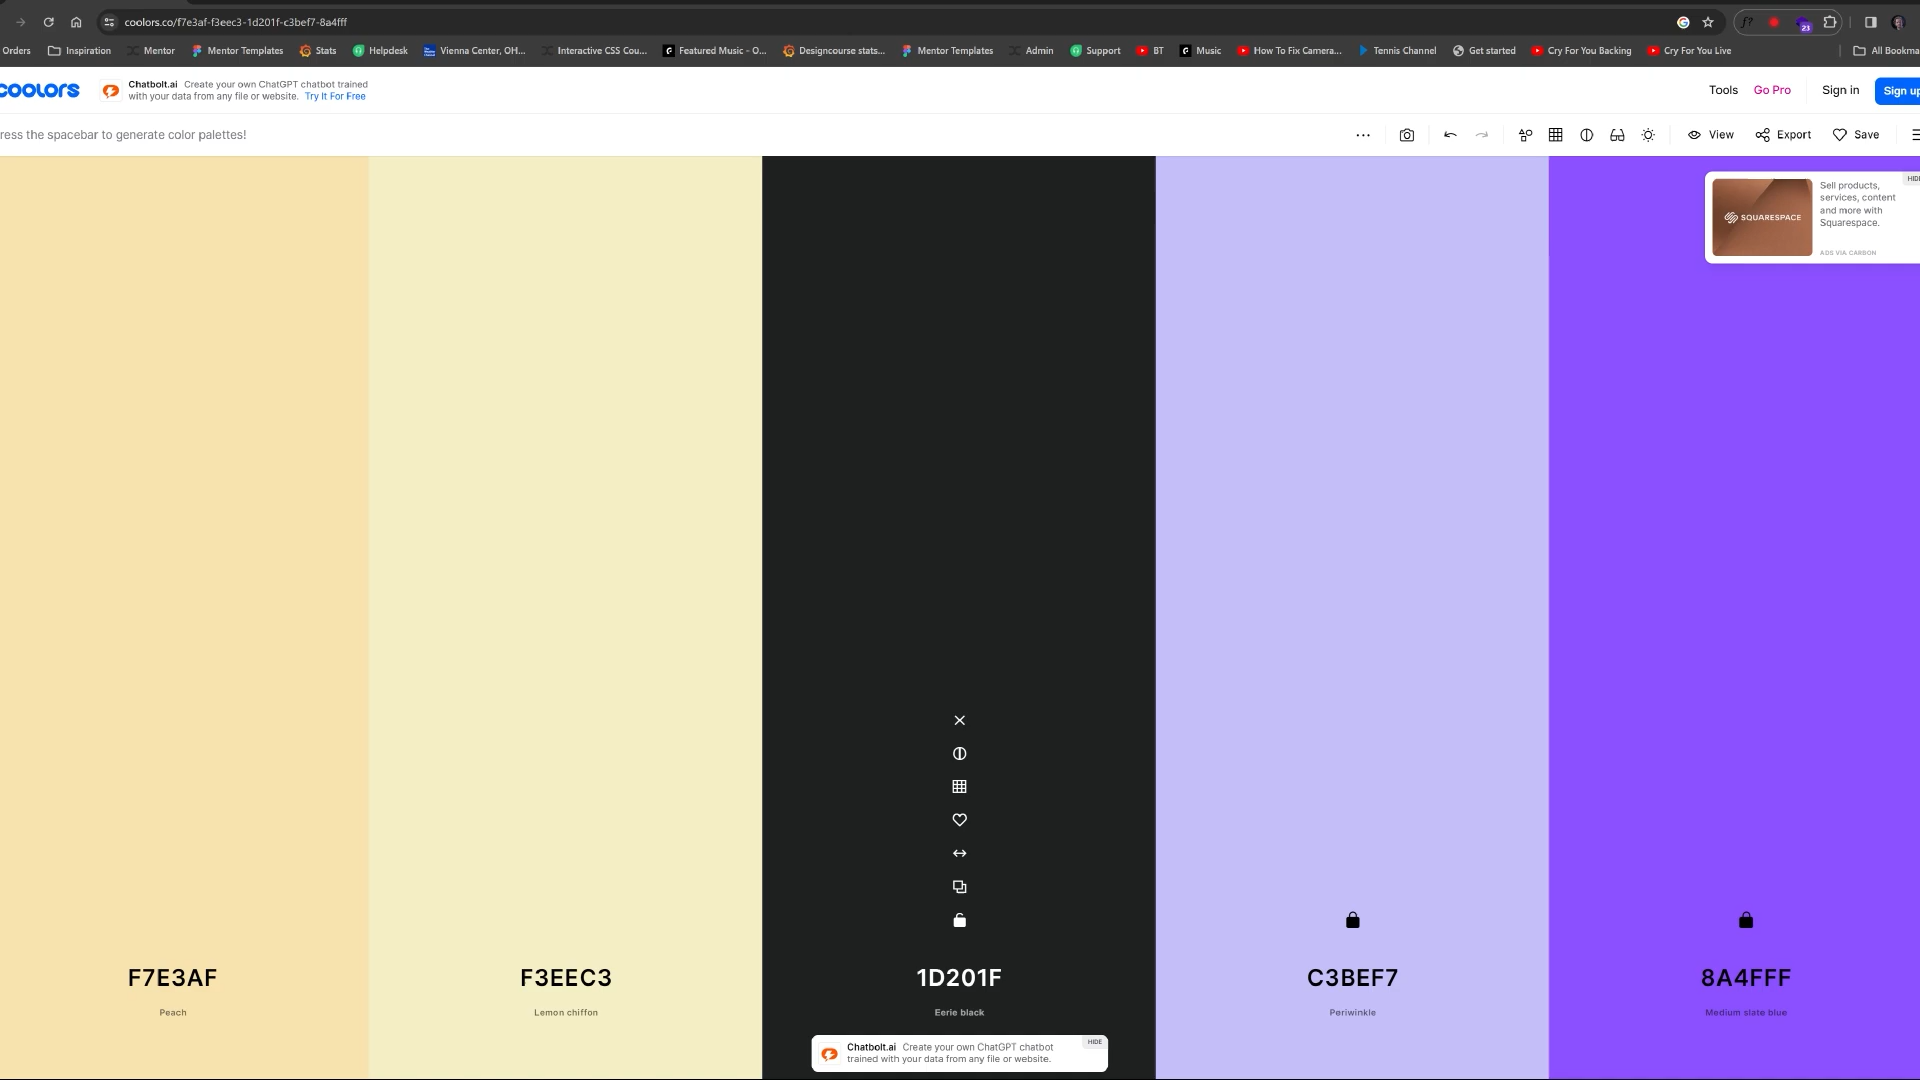 coolors.co/f7e3af-f3eec3-1d201f-c3bef7-8a4fff
23
Orders Inspiration Mentor Mentor Templates Stats Helpdesk Vienna Center, OH... Interactive CSS Cou... Featured Music - O... Designcourse stats... Mentor Templates Admin Support BT Music How To Fix Camera... Tennis Channel Get started Cry For You Backing Cry For You Live All Bookma
coolors
Chatbolt.ai Create your own ChatGPT chatbot trained
with your data from any file or website. Try It For Free
Tools Go Pro Sign in Sign up
ress the spacebar to generate color palettes!
View Export Save
HIDE
SQUARESPACE
Sell products,
services, content
and more with
Squarespace.
ADS VIA CARBON
F7E3AF
Peach
F3EEC3
Lemon chiffon
1D201F
Eerie black
C3BEF7
Periwinkle
8A4FFF
Medium slate blue
Chatbolt.ai Create your own ChatGPT chatbot
trained with your data from any file or website.
HIDE